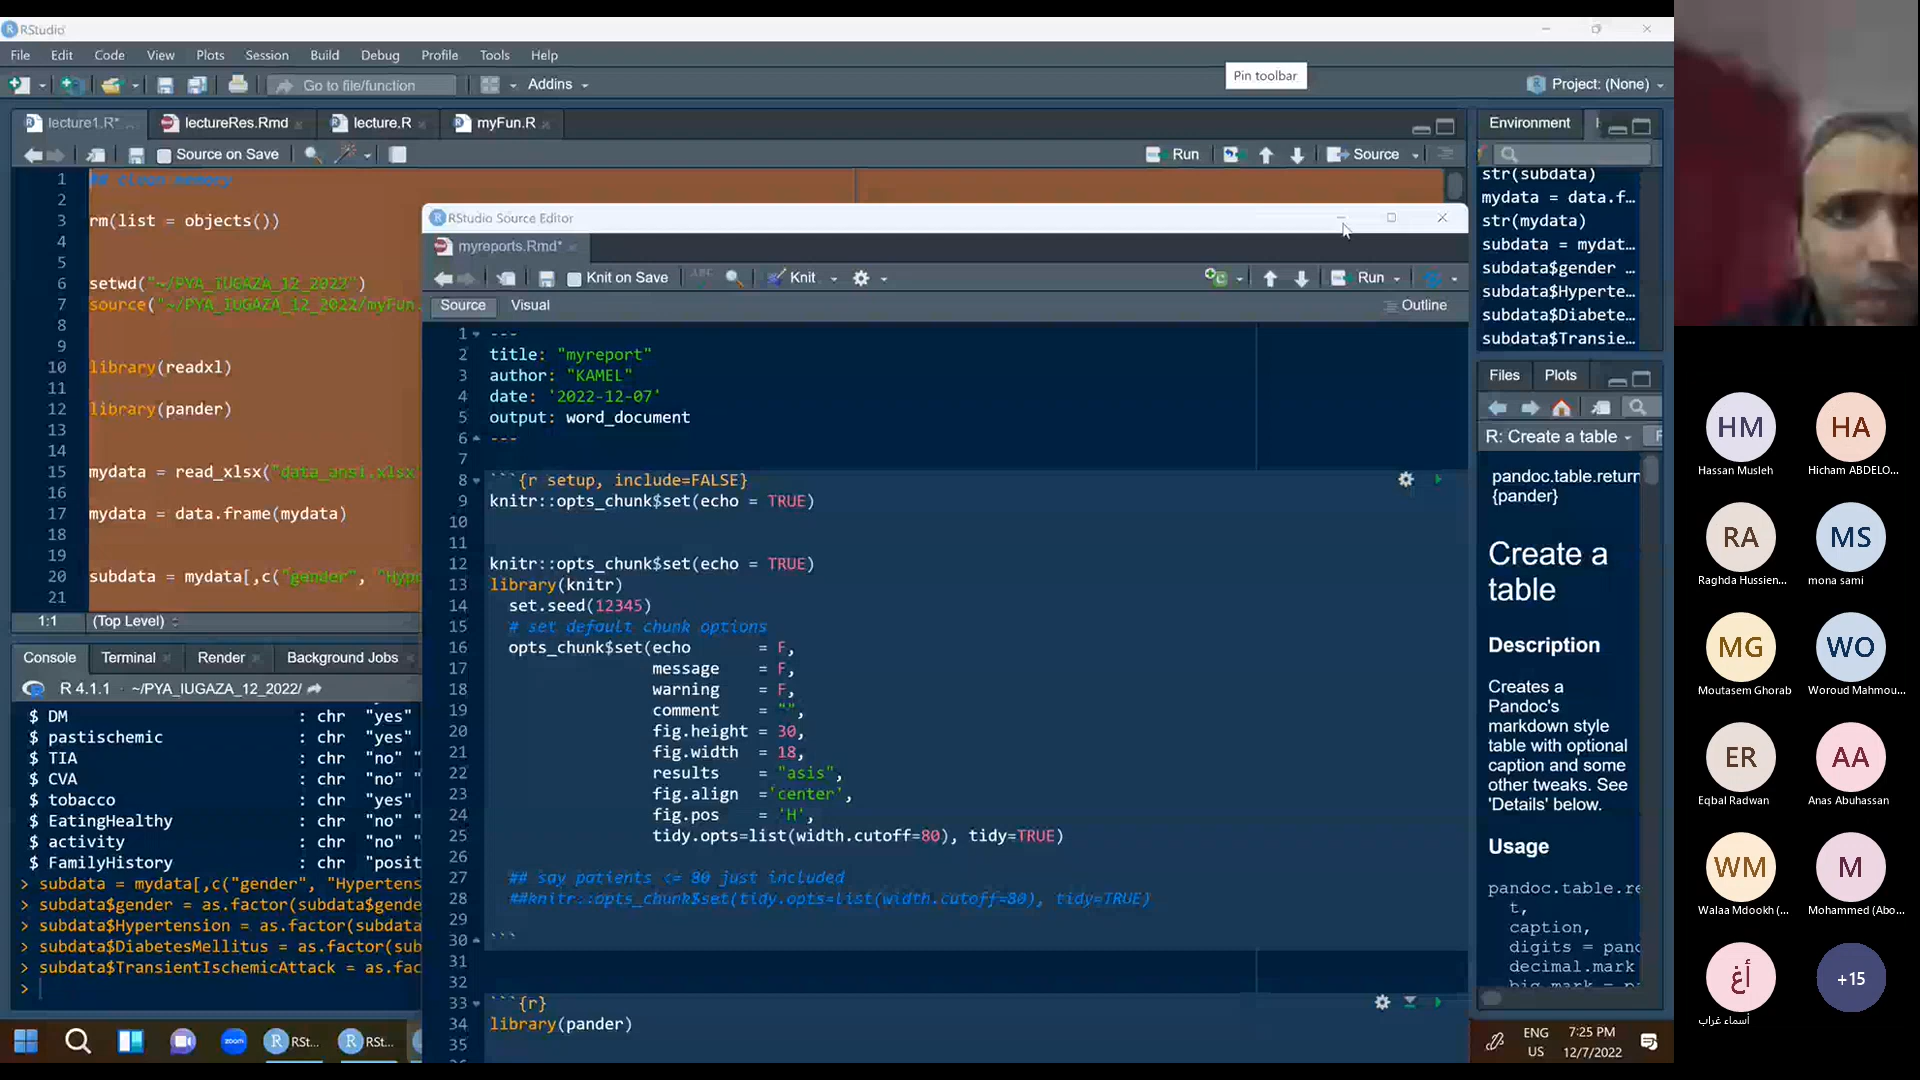 RStudio
File Edit Code View Plots Session Build Debug Profile Tools Help
Pin toolbar
Go to file/function
Addins
Project: (None)
lecture1.R*
lectureRes.Rmd
lecture.R
myFun.R
Source on Save
Run
Source
1 ## clean memory
2
3 rm(list = objects())
4
5
6 setwd("~/PYA_IUGAZA_12_2022")
7 source("~/PYA_IUGAZA_12_2022/myFun.
8
9
10 library(readxl)
11
12 library(pander)
13
14
15 mydata = read_xlsx("data_ansi.xlsx"
16
17 mydata = data.frame(mydata)
18
19
20 subdata = mydata[,c("gender", "Hype
21
1:1 (Top Level)
Console Terminal Render Background Jobs
R 4.1.1 · ~/PYA_IUGAZA_12_2022/
$ DM : chr "yes"
$ pastischemic : chr "yes"
$ TIA : chr "no" "
$ CVA : chr "no" "
$ tobacco : chr "yes"
$ EatingHealthy : chr "no" "
$ activity : chr "no" "
$ FamilyHistory : chr "posit
> subdata = mydata[,c("gender", "Hypertens
> subdata$gender = as.factor(subdata$gende
> subdata$Hypertension = as.factor(subdata
> subdata$DiabetesMellitus = as.factor(sub
> subdata$TransientIschemicAttack = as.fac
>
RStudio Source Editor
myreports.Rmd*
Knit on Save
ABC
Knit
Run
Source Visual
Outline
1 ---
2 title: "myreport"
3 author: "KAMEL"
4 date: '2022-12-07'
5 output: word_document
6 ---
7
8 ```{r setup, include=FALSE}
9 knitr::opts_chunk$set(echo = TRUE)
10
11
12 knitr::opts_chunk$set(echo = TRUE)
13 library(knitr)
14 set.seed(12345)
15 # set default chunk options
16 opts_chunk$set(echo = F,
17 message = F,
18 warning = F,
19 comment = "",
20 fig.height = 30,
21 fig.width = 18,
22 results = "asis",
23 fig.align ='center',
24 fig.pos = 'H',
25 tidy.opts=list(width.cutoff=80), tidy=TRUE)
26
27 ## say patients <= 80 just included
28 ##knitr::opts_chunk$set(tidy.opts=list(width.cutoff=80), tidy=TRUE)
29
30 ```
31
32
33 ```{r}
34 library(pander)
35
Environment
str(subdata)
mydata = data.f…
str(mydata)
subdata = mydat…
subdata$gender …
subdata$Hyperte…
subdata$Diabete…
subdata$Transie…
Files Plots
R: Create a table
pandoc.table.return
{pander}
Create a
table
Description
Creates a
Pandoc's
markdown style
table with optional
caption and some
other tweaks. See
'Details' below.
Usage
pandoc.table.re
t,
caption,
digits = pand
decimal.mark
zoom
RSt...
RSt...
ENG
US
7:25 PM
12/7/2022
HM
Hassan Musleh
HA
Hicham ABDELO...
RA
Raghda Hussien...
MS
mona sami
MG
Moutasem Ghorab
WO
Woroud Mahmou...
ER
Eqbal Radwan
AA
Anas Abuhassan
WM
Walaa Mdookh (...
M
Mohammed (Abo...
أغ
أسماء غراب
+15